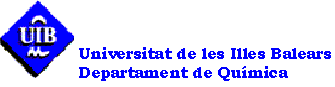 UIB
Universitat de les Illes Balears
Departament de Química